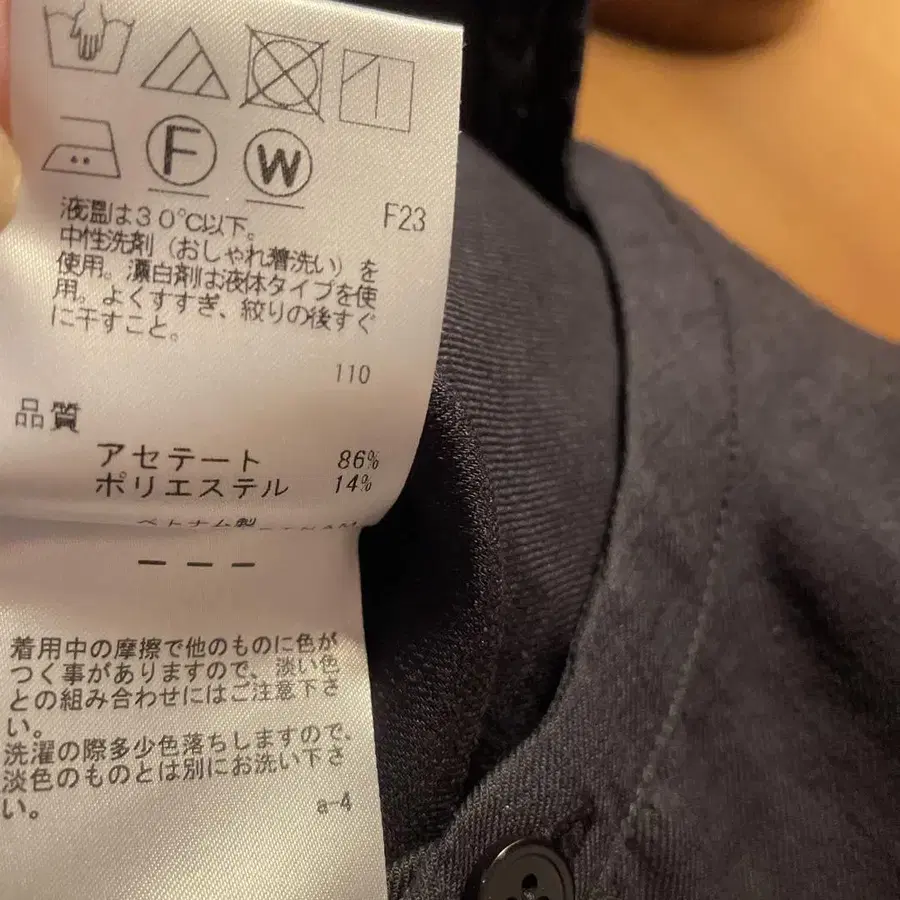 F
W
F23
液温は30℃以下。
中性洗剤（おしゃれ着洗い）を
使用。漂白剤は液体タイプを使
用。よくすすぎ、絞りの後すぐ
に干すこと。
110
品質
アセテート 86%
ポリエステル 14%
ベトナム製
着用中の摩擦で他のものに色が
つく事がありますので、淡い色
との組み合わせにはご注意下さ
い。
洗濯の際多少色落ちしますので、
淡色のものとは別にお洗い下さ
い。
a-4